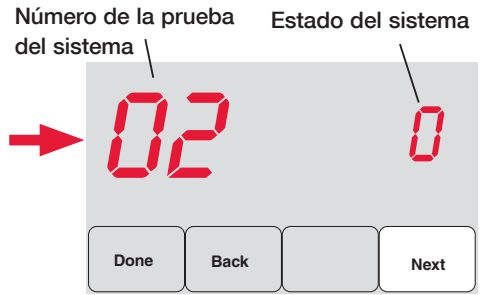 Número de la prueba
del sistema
Estado del sistema
02 0
Done Back Next